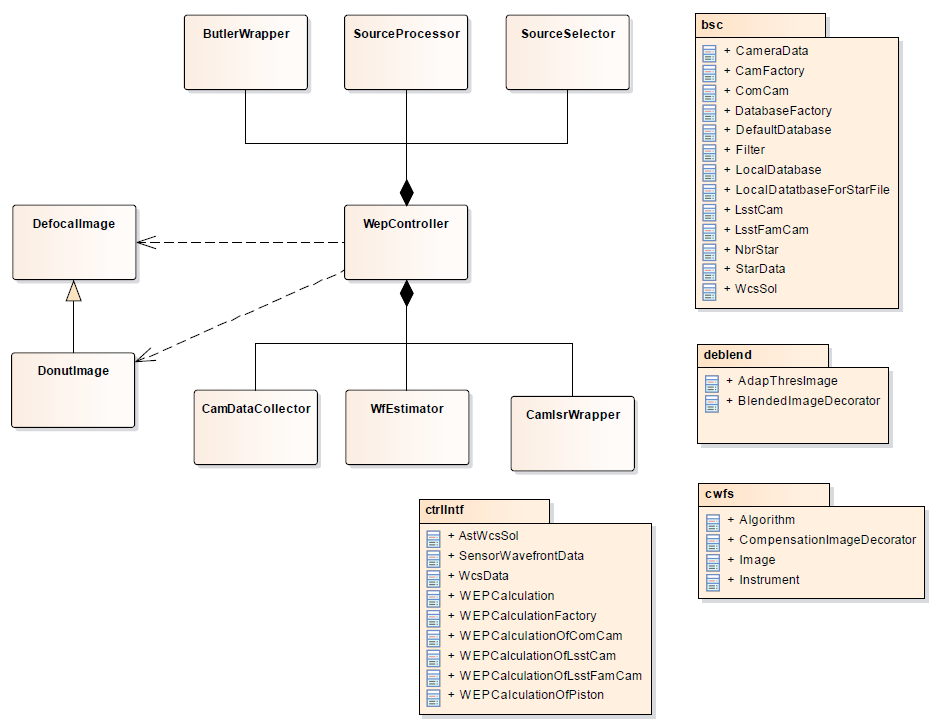 ButlerWrapper
SourceProcessor
SourceSelector
DefocalImage
WepController
DonutImage
CamDataCollector
WfEstimator
CamIsrWrapper
bsc
+ CameraData
+ CamFactory
+ ComCam
+ DatabaseFactory
+ DefaultDatabase
+ Filter
+ LocalDatabase
+ LocalDatatbaseForStarFile
+ LsstCam
+ LsstFamCam
+ NbrStar
+ StarData
+ WcsSol
deblend
+ AdapThresImage
+ BlendedImageDecorator
cwfs
+ Algorithm
+ CompensationImageDecorator
+ Image
+ Instrument
ctrlIntf
+ AstWcsSol
+ SensorWavefrontData
+ WcsData
+ WEPCalculation
+ WEPCalculationFactory
+ WEPCalculationOfComCam
+ WEPCalculationOfLsstCam
+ WEPCalculationOfLsstFamCam
+ WEPCalculationOfPiston